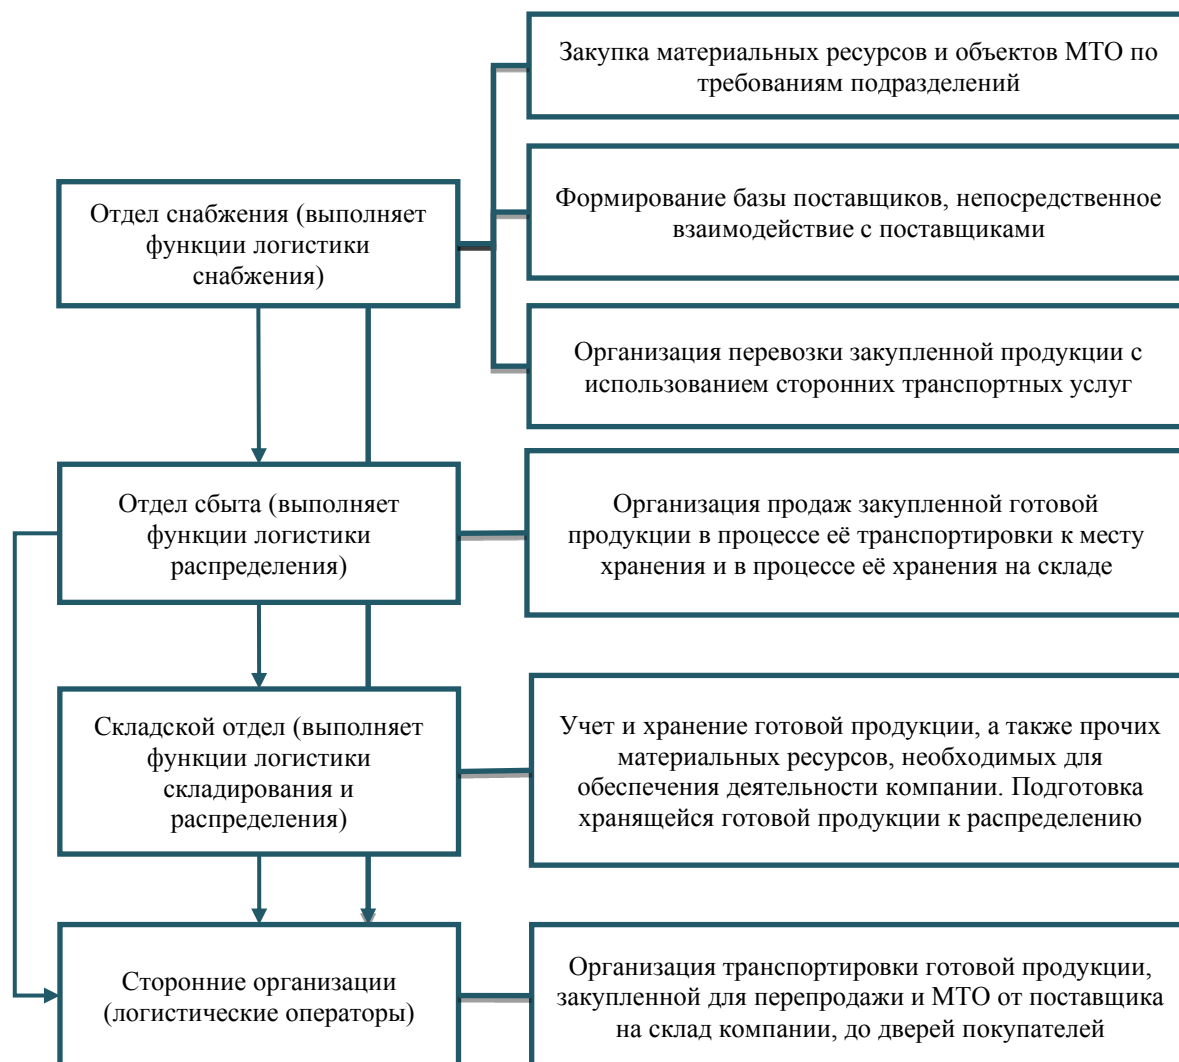 Закупка материальных ресурсов и объектов МТО по
требованиям подразделений
Отдел снабжения (выполняет
функции логистики
снабжения)
Формирование базы поставщиков, непосредственное
взаимодействие с поставщиками
Организация перевозки закупленной продукции с
использованием сторонних транспортных услуг
Отдел сбыта (выполняет
функции логистики
распределения)
Организация продаж закупленной готовой
продукции в процессе её транспортировки к месту
хранения и в процессе её хранения на складе
Складской отдел (выполняет
функции логистики
складирования и
распределения)
Учет и хранение готовой продукции, а также прочих
материальных ресурсов, необходимых для
обеспечения деятельности компании. Подготовка
хранящейся готовой продукции к распределению
Сторонние организации
(логистические операторы)
Организация транспортировки готовой продукции,
закупленной для перепродажи и МТО от поставщика
на склад компании, до дверей покупателей